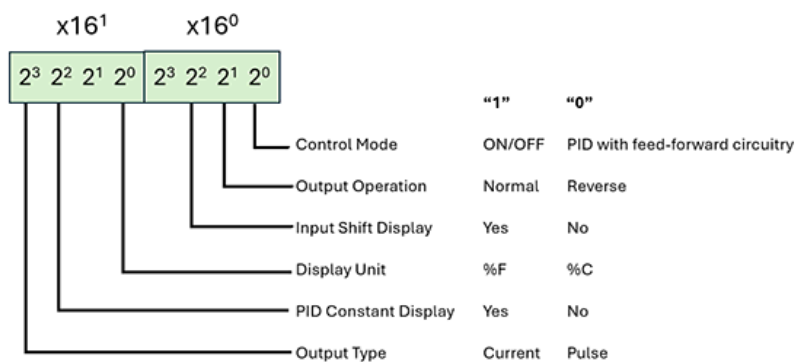 x16¹ x16⁰
2³ 2² 2¹ 2⁰ 2³ 2² 2¹ 2⁰
“1” “0”
Control Mode ON/OFF PID with feed-forward circuitry
Output Operation Normal Reverse
Input Shift Display Yes No
Display Unit %F %C
PID Constant Display Yes No
Output Type Current Pulse